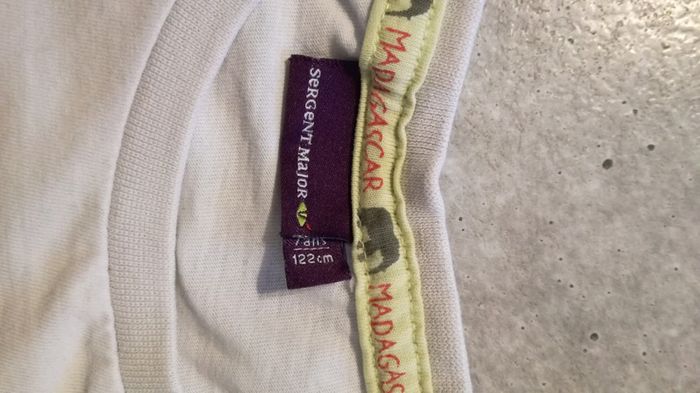 SeRGeNT MaJOR
7 ans
122cm
MADAGASCAR
MADAGAS